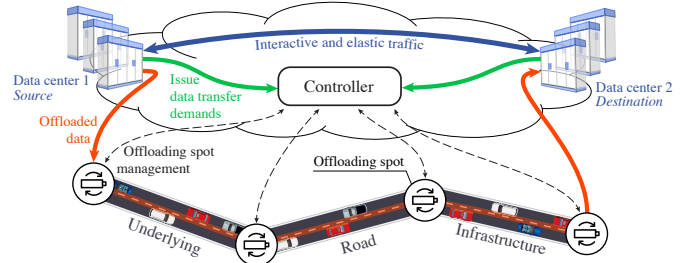 Interactive and elastic traffic
Data center 1
Source
Issue
data transfer
demands
Controller
Data center 2
Destination
Offloaded
data
Offloading spot
management
Offloading spot
Underlying
Road
Infrastructure